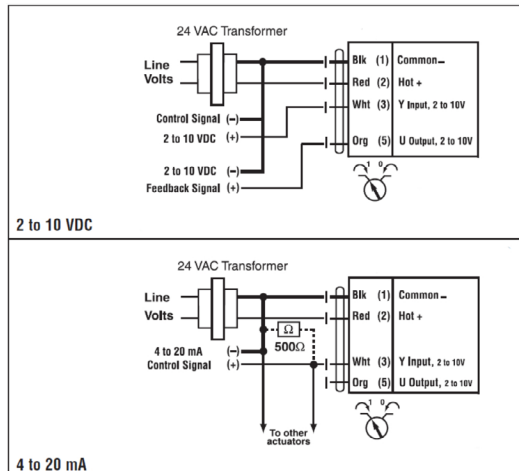 24 VAC Transformer
Line
Volts
Blk (1) Common –
Red (2) Hot +
Wht (3) Y Input, 2 to 10V
Org (5) U Output, 2 to 10V
Control Signal (–)
2 to 10 VDC (+)
2 to 10 VDC (–)
Feedback Signal (+)
1 0
2 to 10 VDC
24 VAC Transformer
Line
Volts
Blk (1) Common –
Red (2) Hot +
Ω
500Ω
4 to 20 mA (–)
Control Signal (+)
Wht (3) Y Input, 2 to 10V
Org (5) U Output, 2 to 10V
1 0
To other
actuators
4 to 20 mA